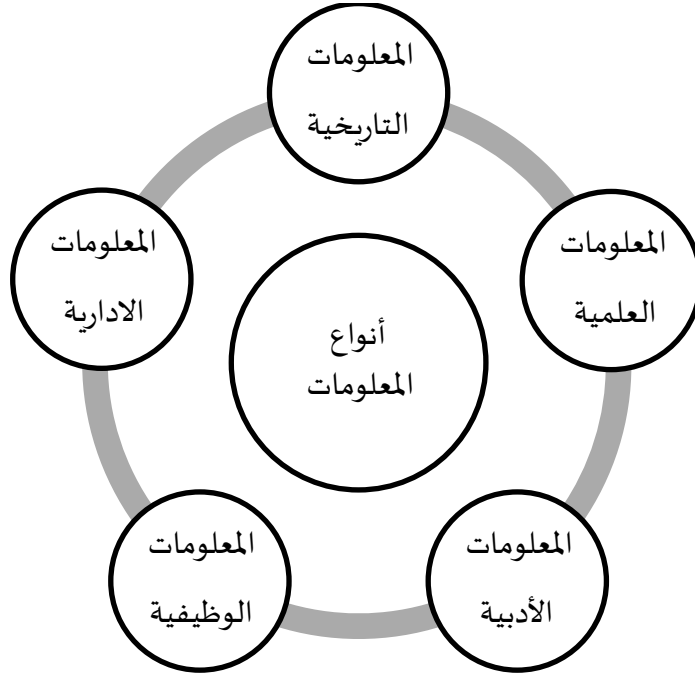 المعلومات
التاريخية
المعلومات
العلمية
المعلومات
الأدبية
المعلومات
الوظيفية
المعلومات
الادارية
أنواع
المعلومات